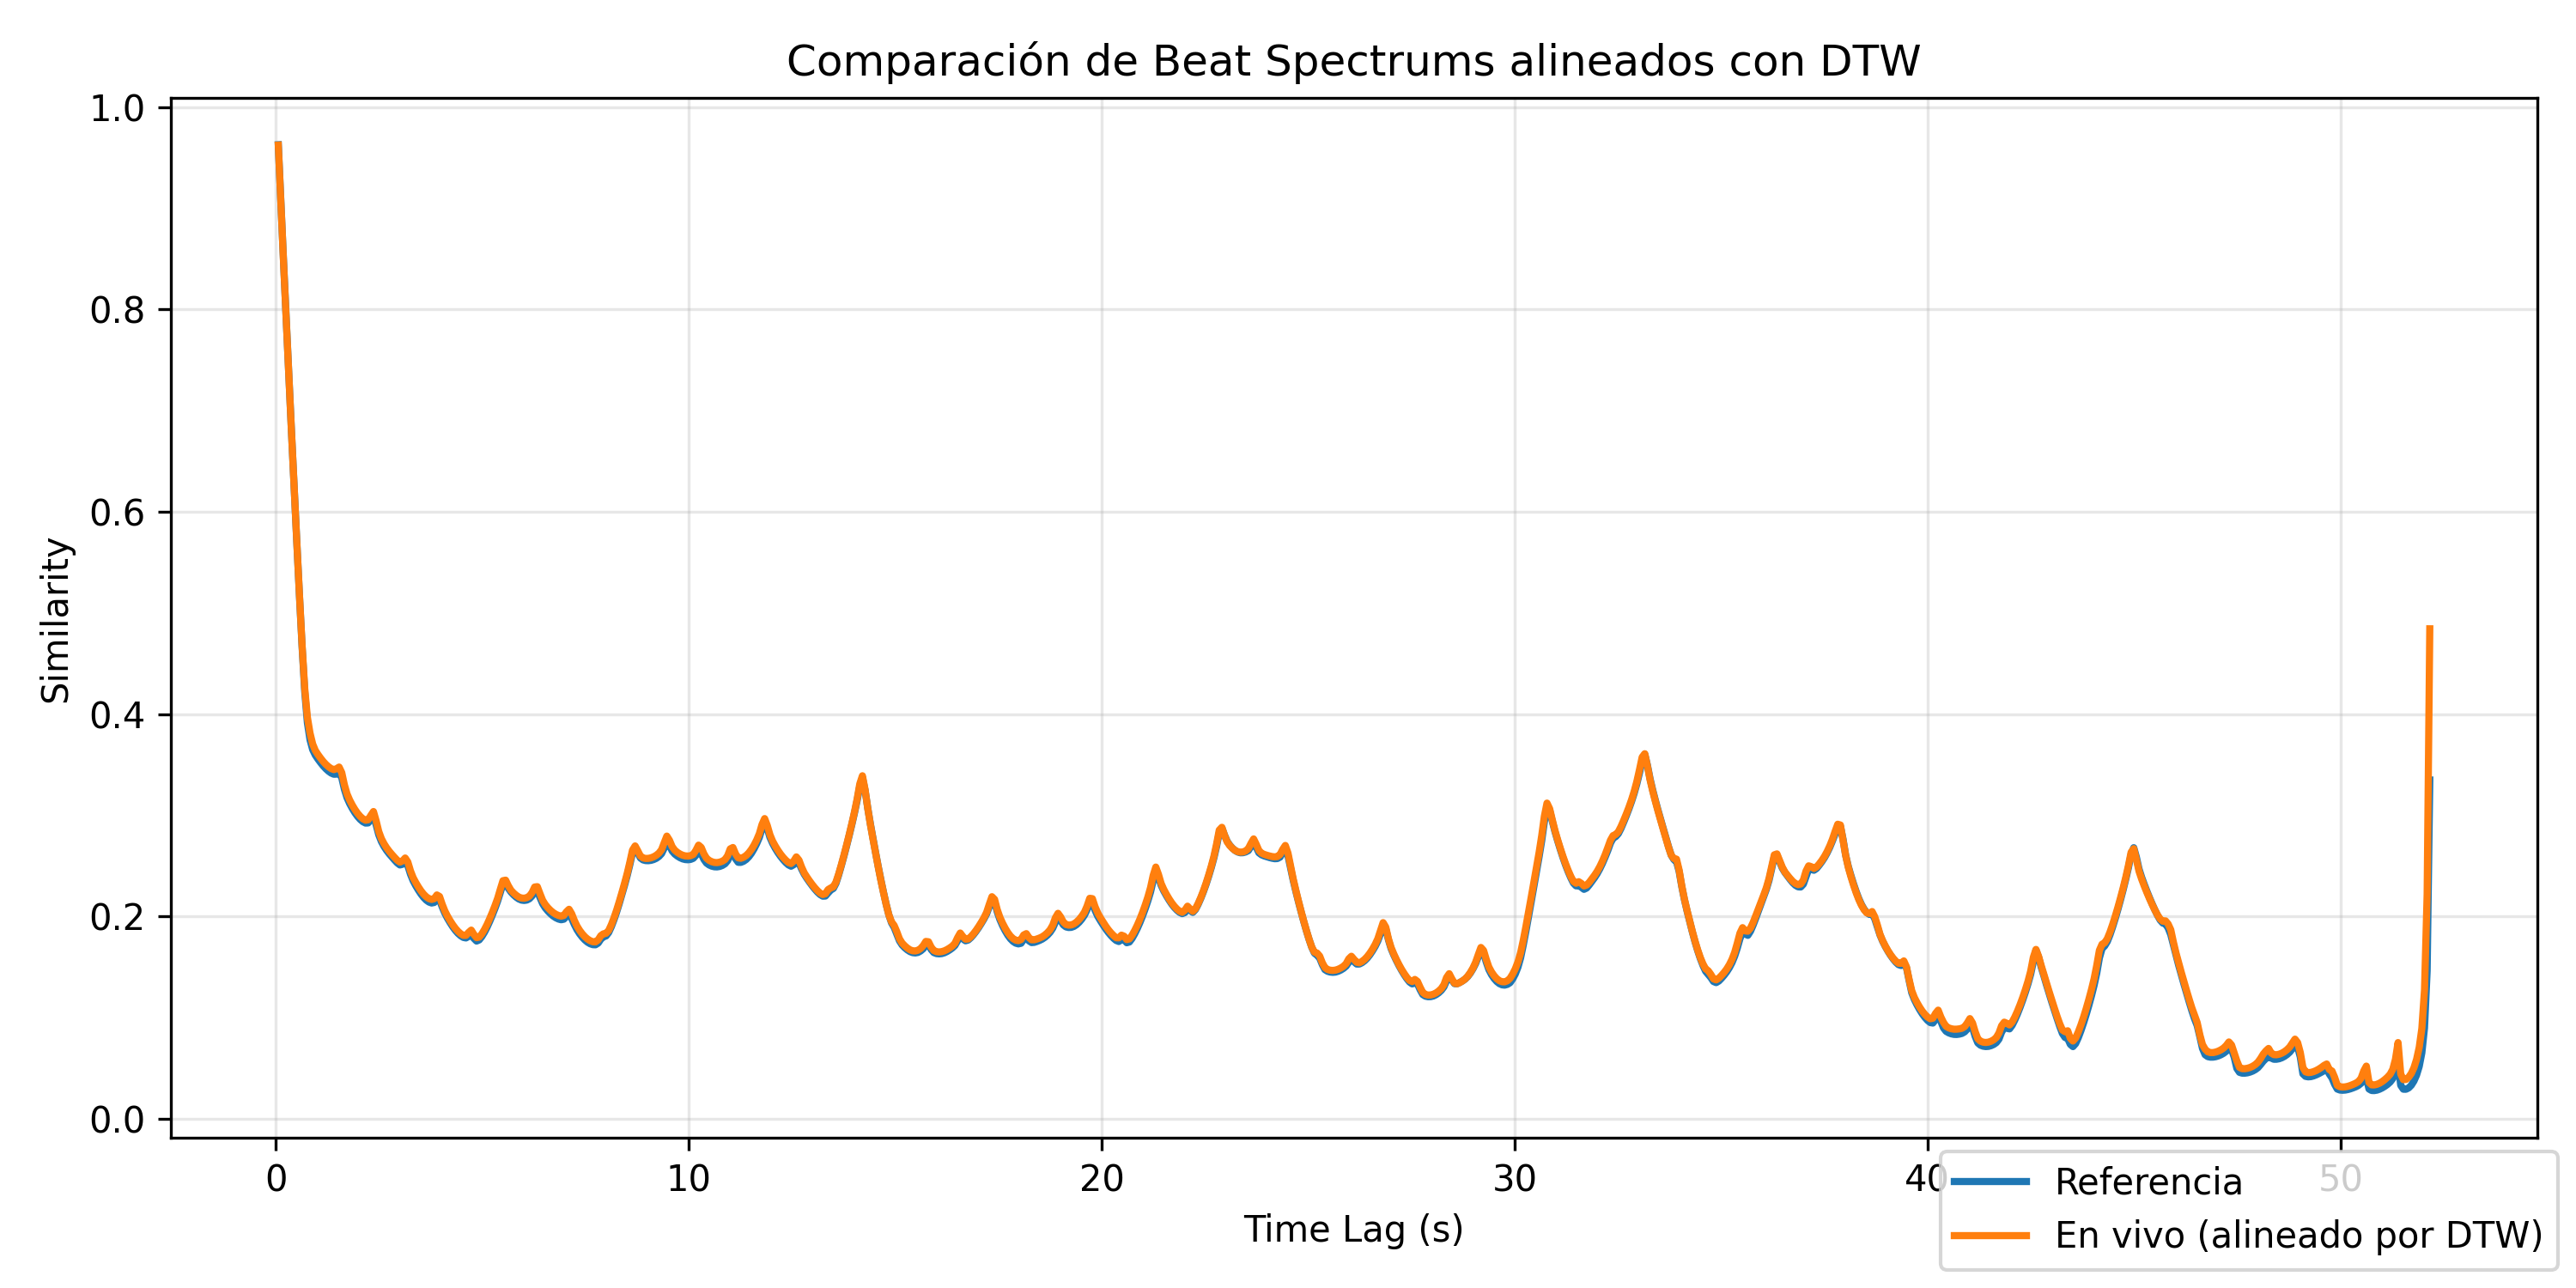 Comparación de Beat Spectrums alineados con DTW
1.0
0.8
0.6
0.4
0.2
0.0
Similarity
0 10 20 30 40 50
Time Lag (s)
Referencia
En vivo (alineado por DTW)